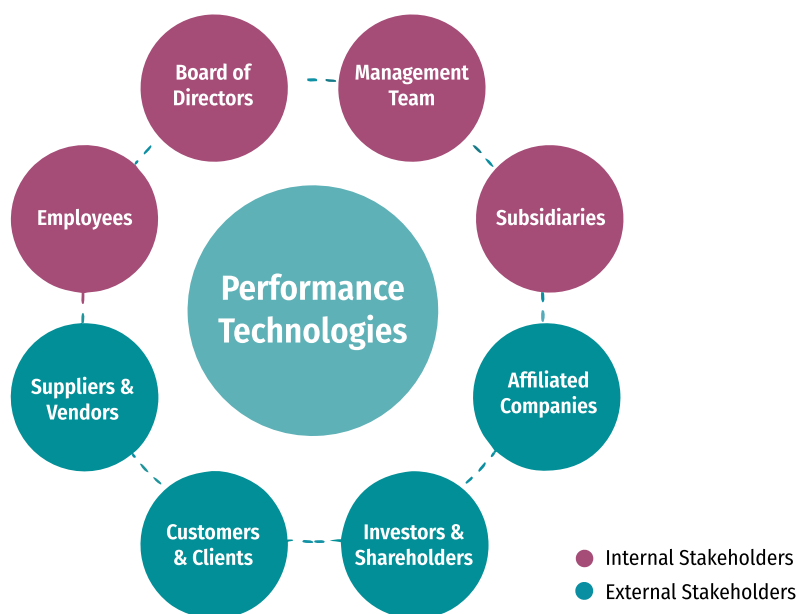 Board of
Directors
Management
Team
Employees
Subsidiaries
Performance
Technologies
Suppliers &
Vendors
Affiliated
Companies
Customers
& Clients
Investors &
Shareholders
Internal Stakeholders
External Stakeholders